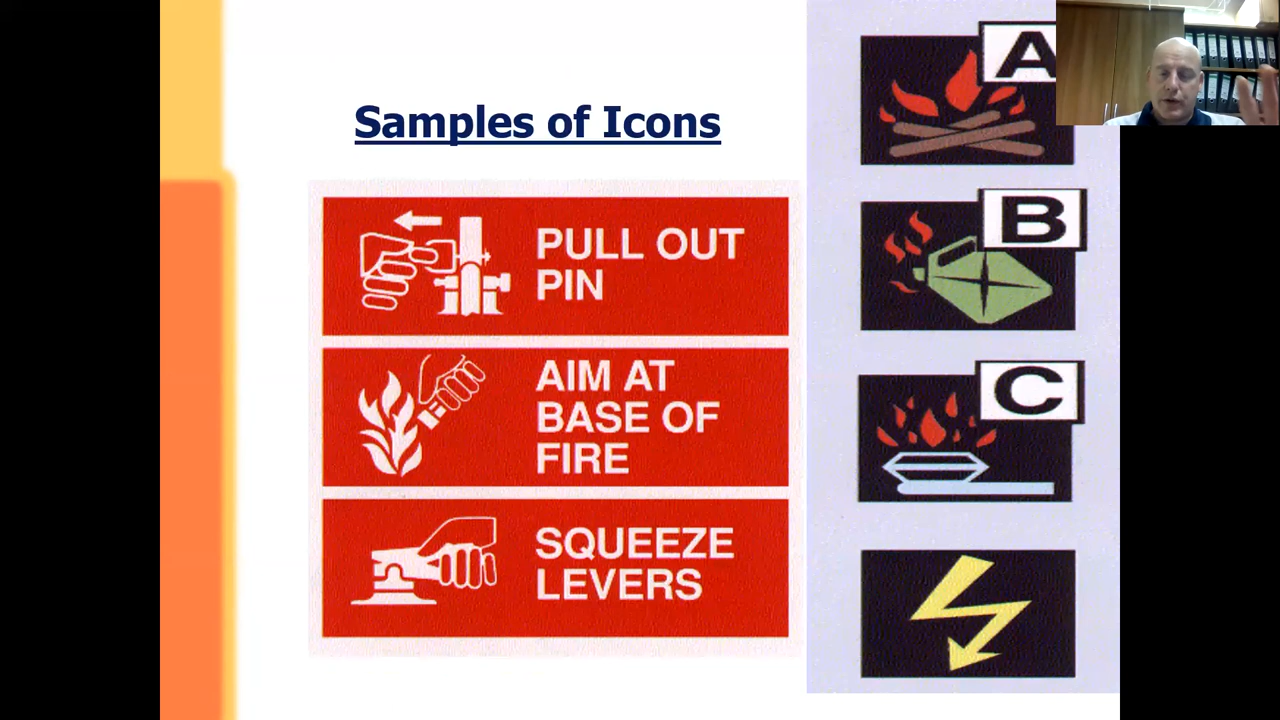 Samples of Icons
PULL OUT
PIN
AIM AT
BASE OF
FIRE
SQUEEZE
LEVERS
A
B
C